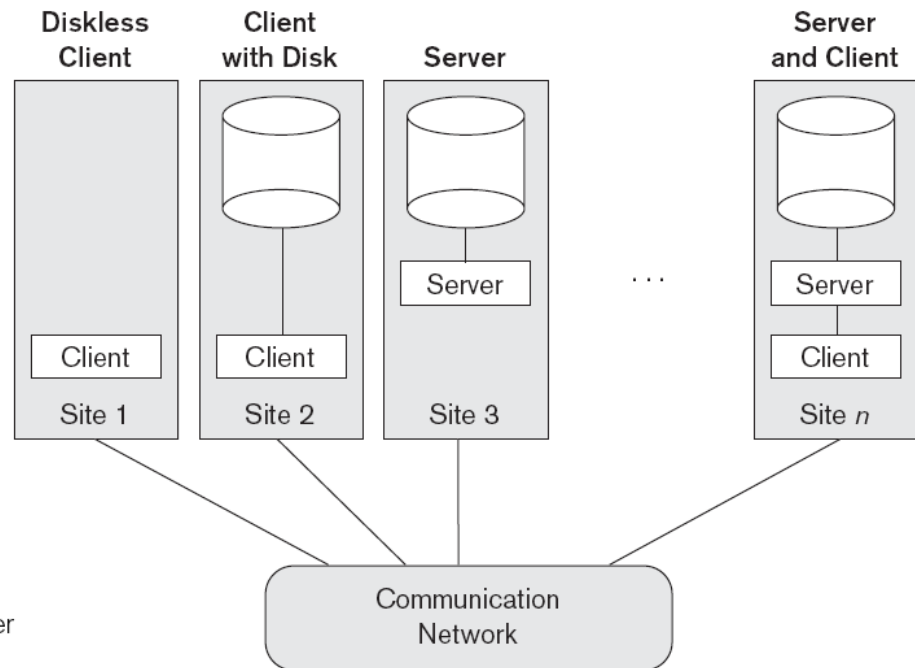 Diskless
Client
Client
with Disk
Server
Server
and Client
Client
Site 1
Client
Site 2
Server
Site 3
. . .
Server
Client
Site n
Communication
Network
er